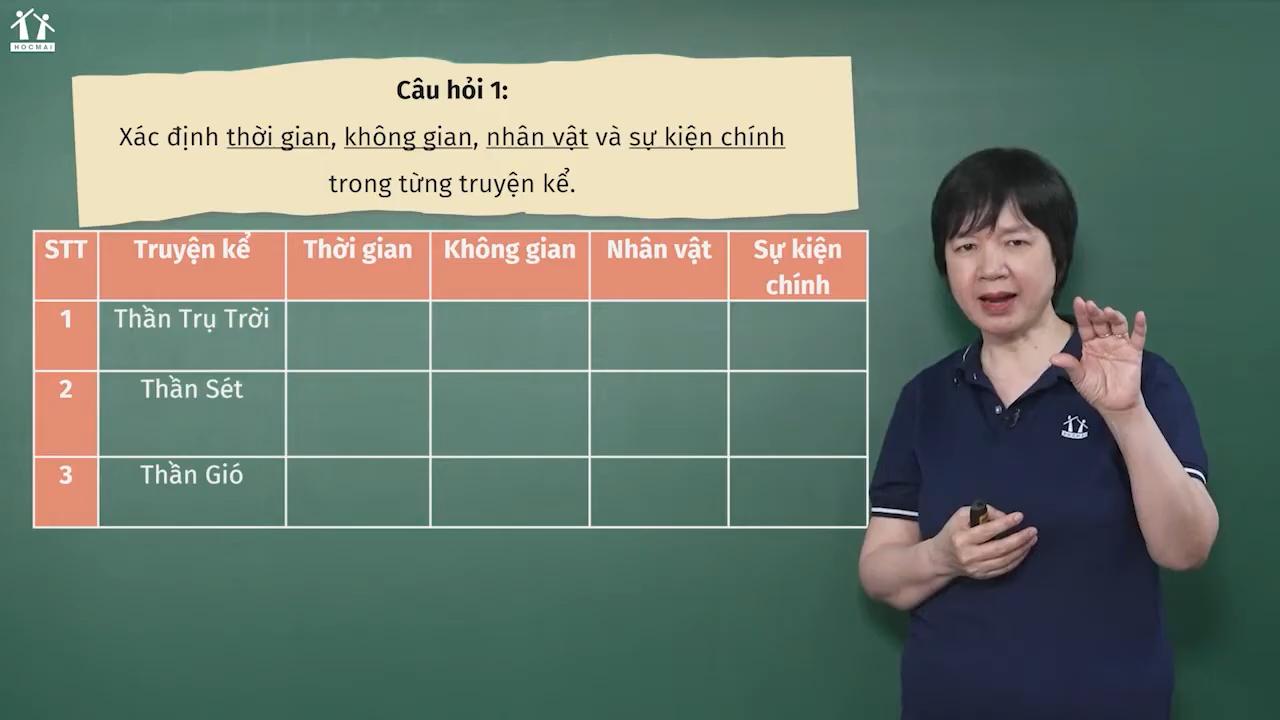 HOCMAI
Câu hỏi 1:
Xác định thời gian, không gian, nhân vật và sự kiện chính
trong từng truyện kể.
STT Truyện kể Thời gian Không gian Nhân vật Sự kiện
chính
1 Thần Trụ Trời
2 Thần Sét
3 Thần Gió